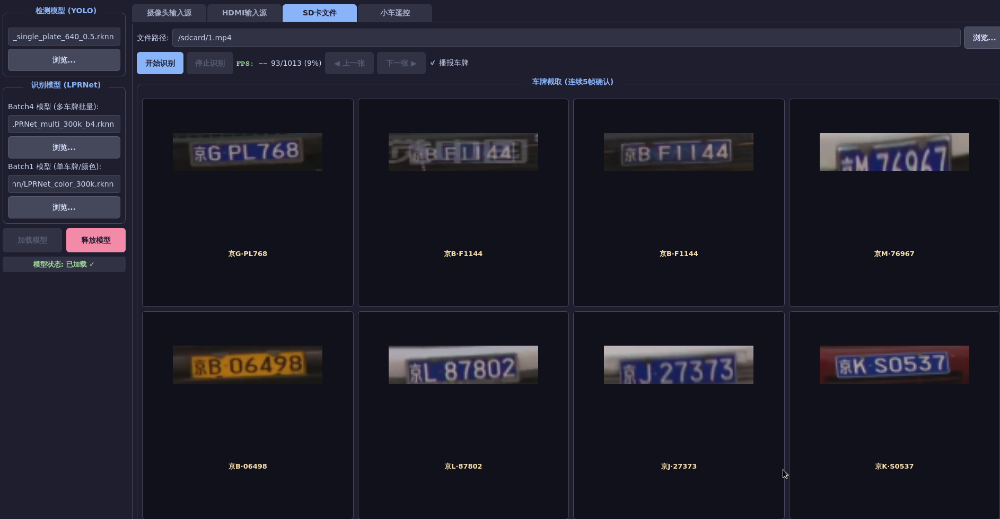 检测模型 (YOLO)
_single_plate_640_0.5.rknn
浏览...
识别模型 (LPRNet)
Batch4 模型 (多车牌批量):
.PRNet_multi_300k_b4.rknn
浏览...
Batch1 模型 (单车牌/颜色):
nn/LPRNet_color_300k.rknn
浏览...
加载模型 释放模型
模型状态: 已加载 ✓
摄像头输入源 HDMI输入源 SD卡文件 小车遥控
文件路径: /sdcard/1.mp4 浏览...
开始识别 停止识别 FPS: -- 93/1013 (9%) ◀ 上一张 下一张 ▶ ✓ 播报车牌
车牌截取 (连续5帧确认)
京G PL768
京B F1144
京B F1144
京M 76967
京G·PL768
京B·F1144
京B·F1144
京M·76967
京B·06498
京L·87802
京J·27373
京K·S0537
京B·06498
京L·87802
京J·27373
京K·S0537